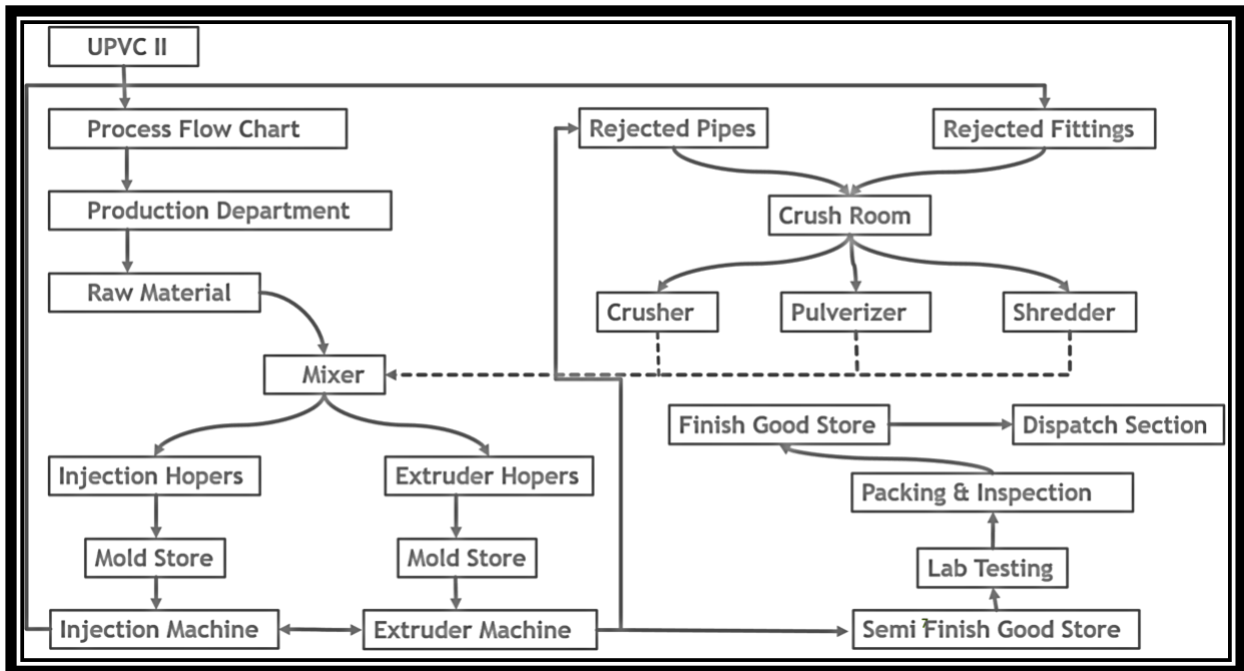 UPVC II
Process Flow Chart
Rejected Pipes
Rejected Fittings
Production Department
Crush Room
Raw Material
Crusher
Pulverizer
Shredder
Mixer
Finish Good Store
Dispatch Section
Injection Hopers
Extruder Hopers
Packing & Inspection
Mold Store
Mold Store
Lab Testing
Injection Machine
Extruder Machine
Semi Finish Good Store